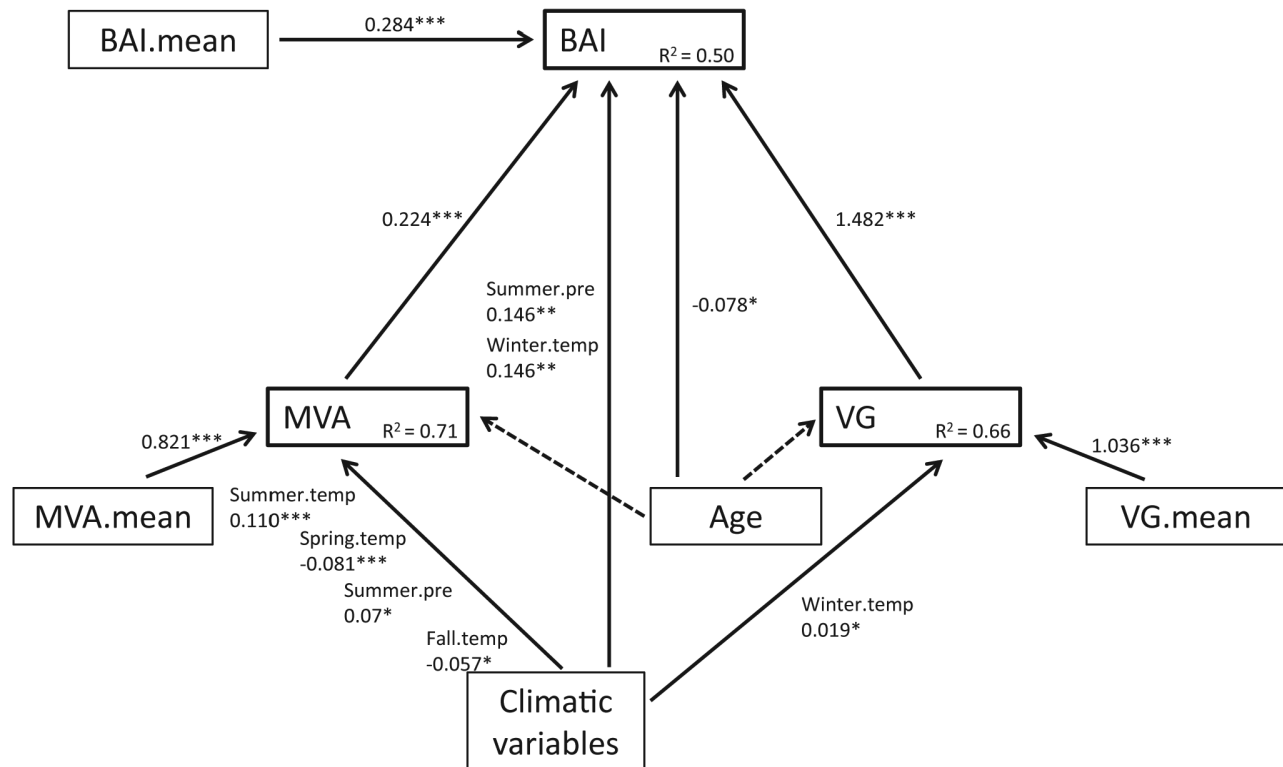 BAI.mean
0.284***
BAI
R² = 0.50
0.224***
1.482***
Summer.pre
0.146**
Winter.temp
0.146**
-0.078*
MVA
R² = 0.71
VG
R² = 0.66
0.821***
1.036***
MVA.mean
Summer.temp
0.110***
Age
VG.mean
Spring.temp
-0.081***
Summer.pre
0.07*
Winter.temp
0.019*
Fall.temp
-0.057*
Climatic
variables